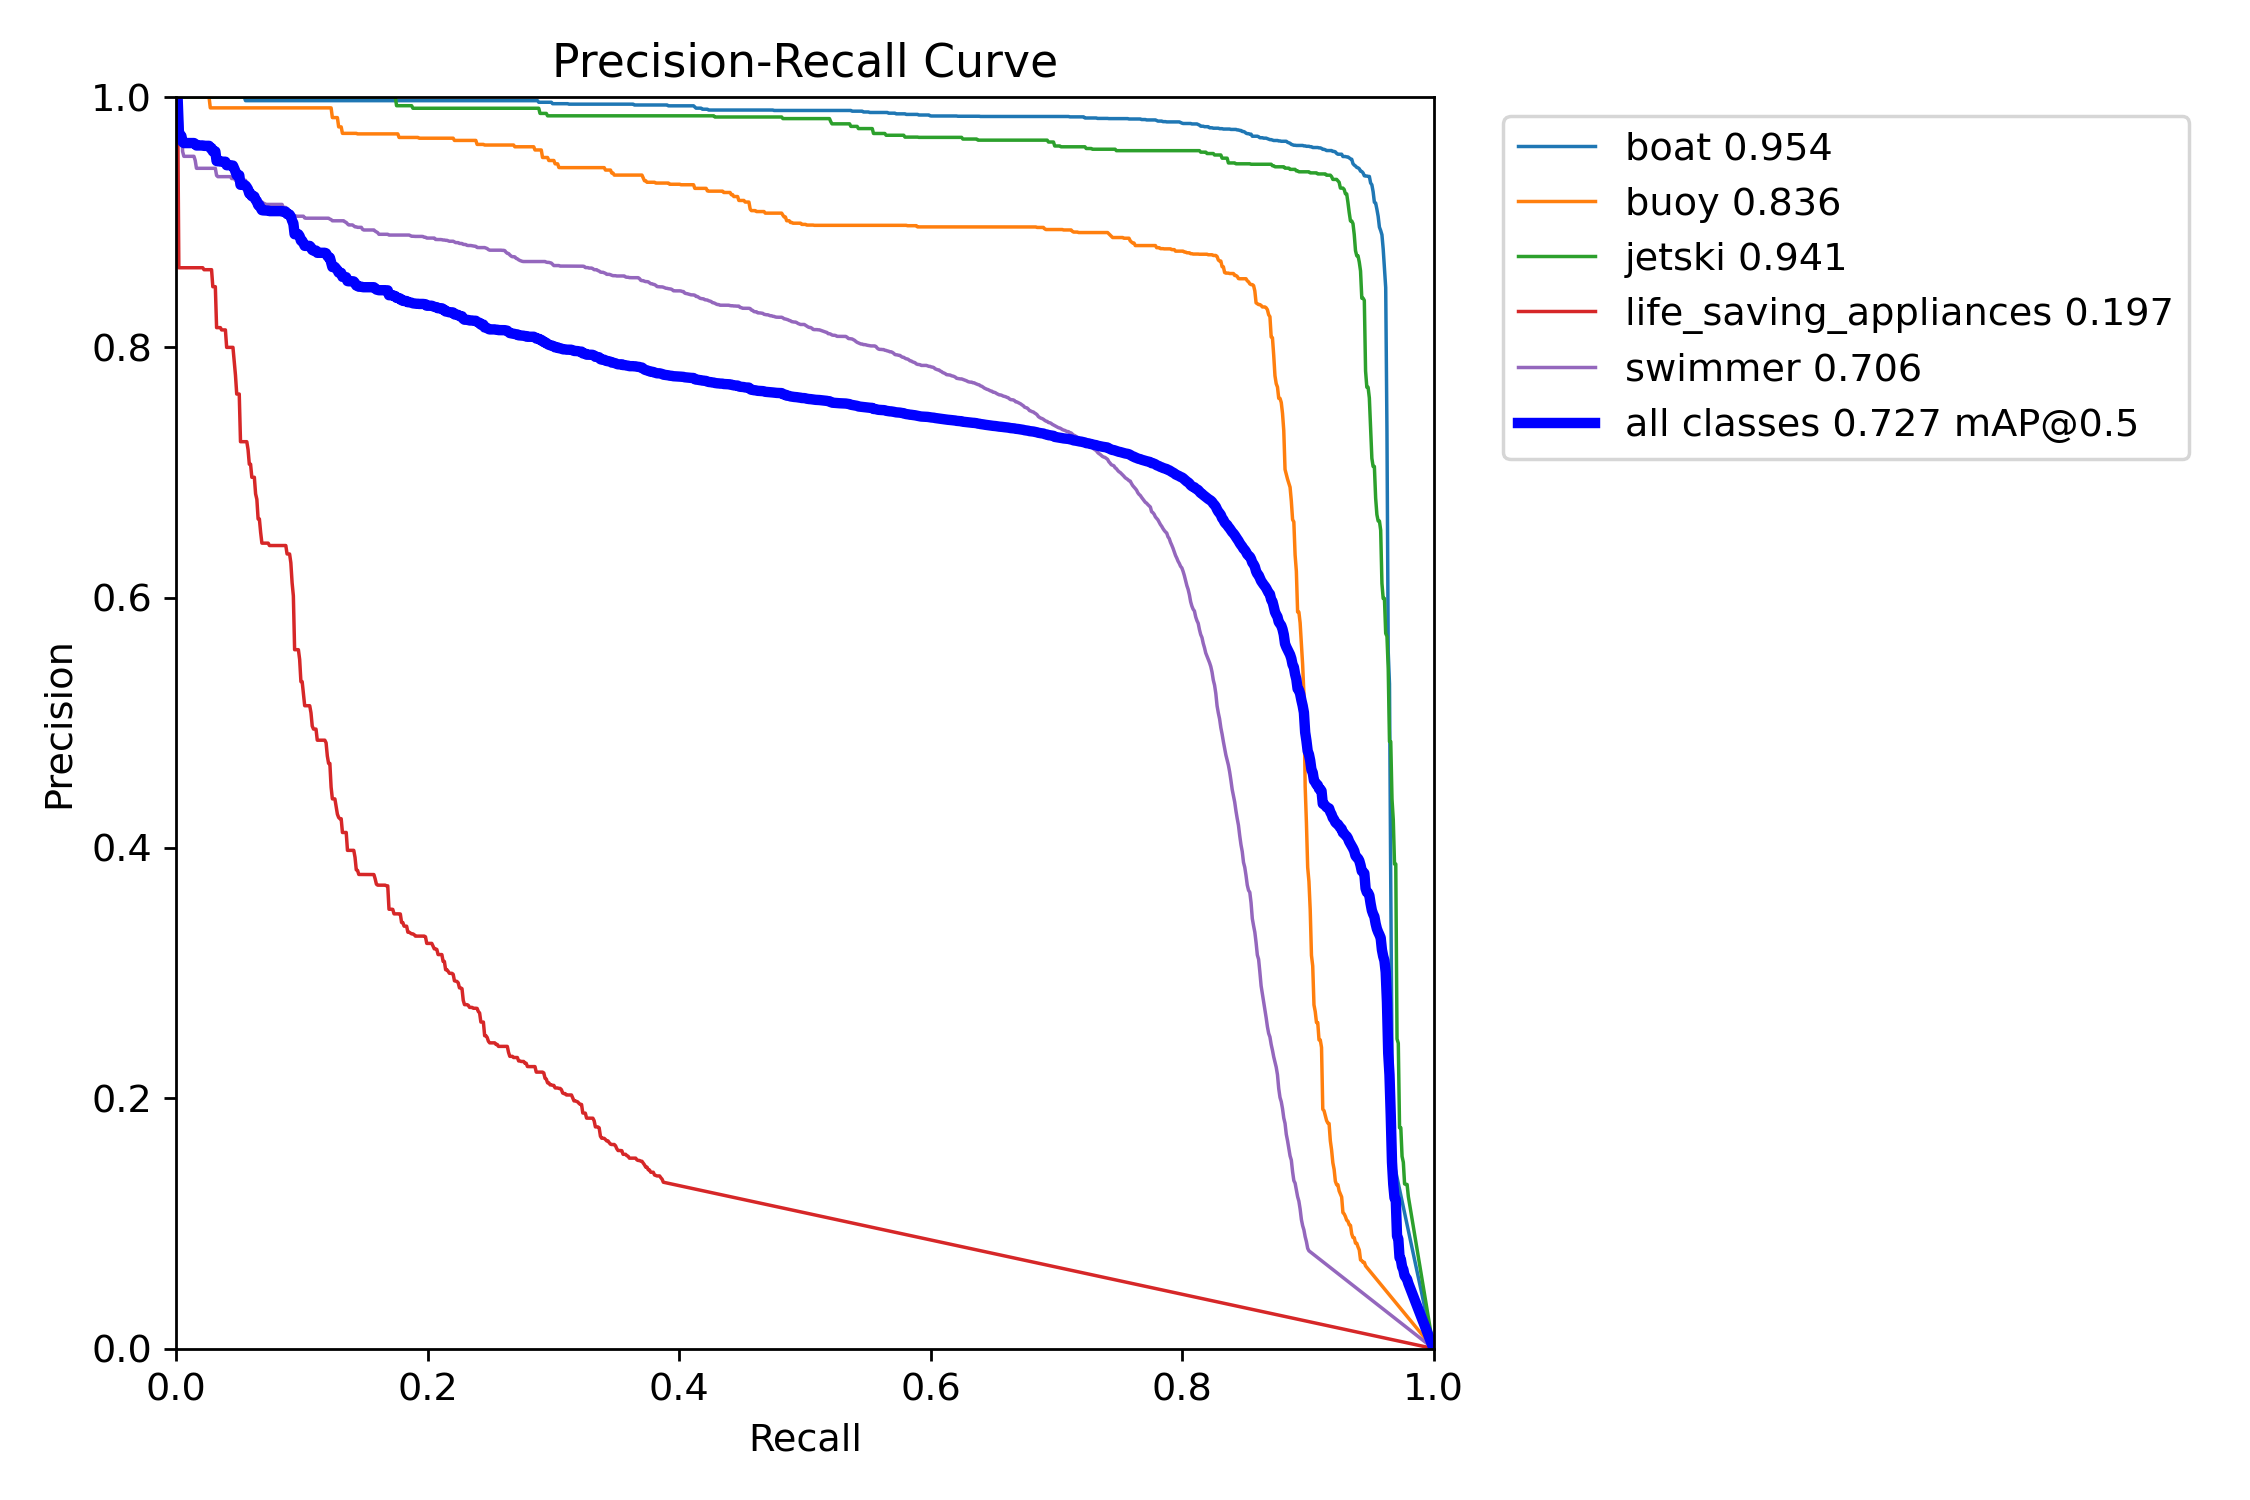 Precision-Recall Curve
1.0
0.8
0.6
0.4
0.2
0.0
Precision
0.0 0.2 0.4 0.6 0.8 1.0
Recall
boat 0.954
buoy 0.836
jetski 0.941
life_saving_appliances 0.197
swimmer 0.706
all classes 0.727 mAP@0.5